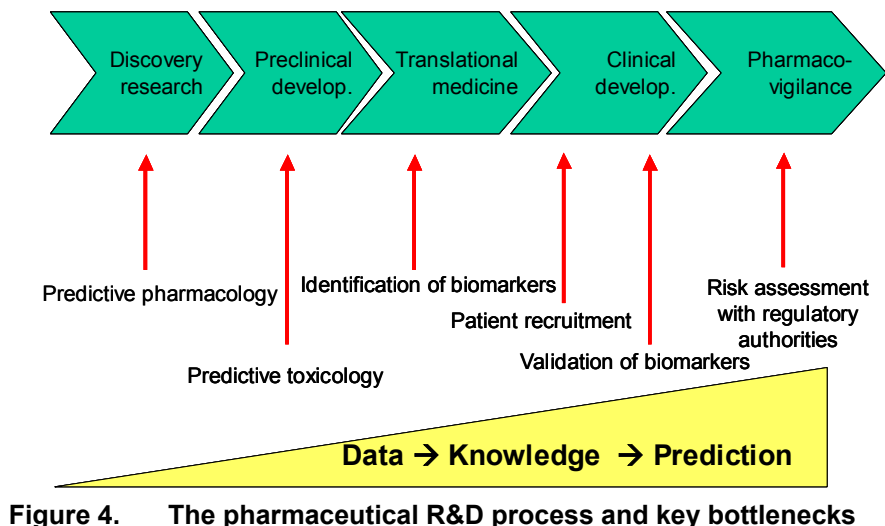 Discovery
research
Preclinical
develop.
Translational
medicine
Clinical
develop.
Pharmaco-
vigilance
Predictive pharmacology
Predictive toxicology
Identification of biomarkers
Patient recruitment
Validation of biomarkers
Risk assessment
with regulatory
authorities
Data → Knowledge → Prediction
Figure 4. The pharmaceutical R&D process and key bottlenecks